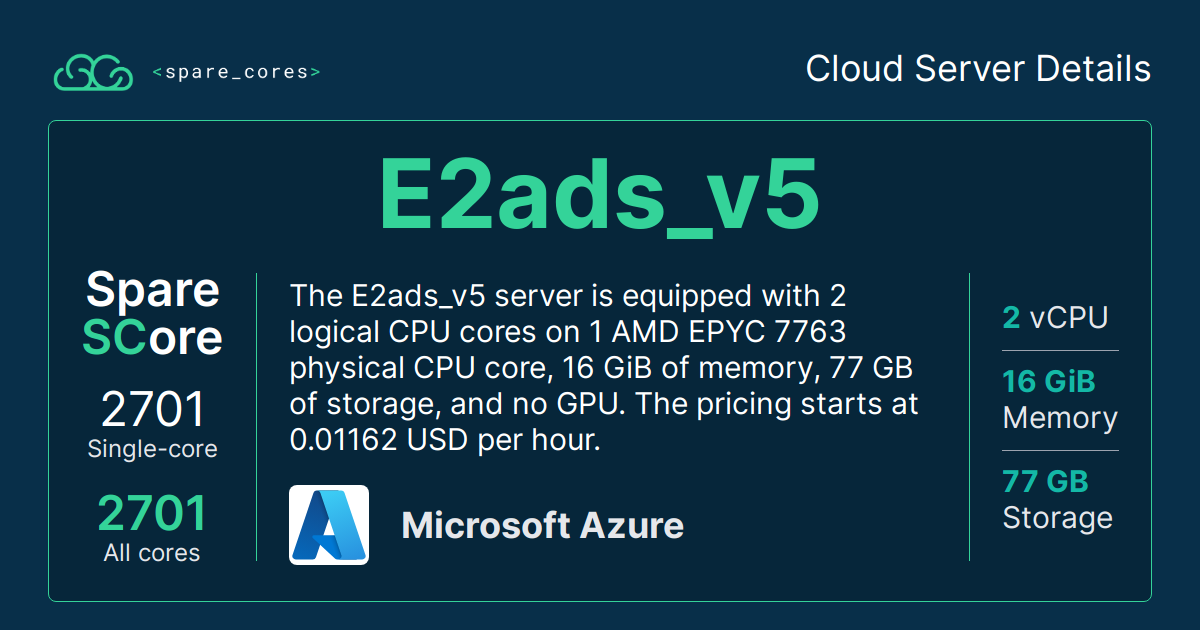 <spare_cores>
Cloud Server Details
E2ads_v5
Spare
SCore
2701
Single-core
2701
All cores
The E2ads_v5 server is equipped with 2
logical CPU cores on 1 AMD EPYC 7763
physical CPU core, 16 GiB of memory, 77 GB
of storage, and no GPU. The pricing starts at
0.01162 USD per hour.
Microsoft Azure
2 vCPU
16 GiB
Memory
77 GB
Storage